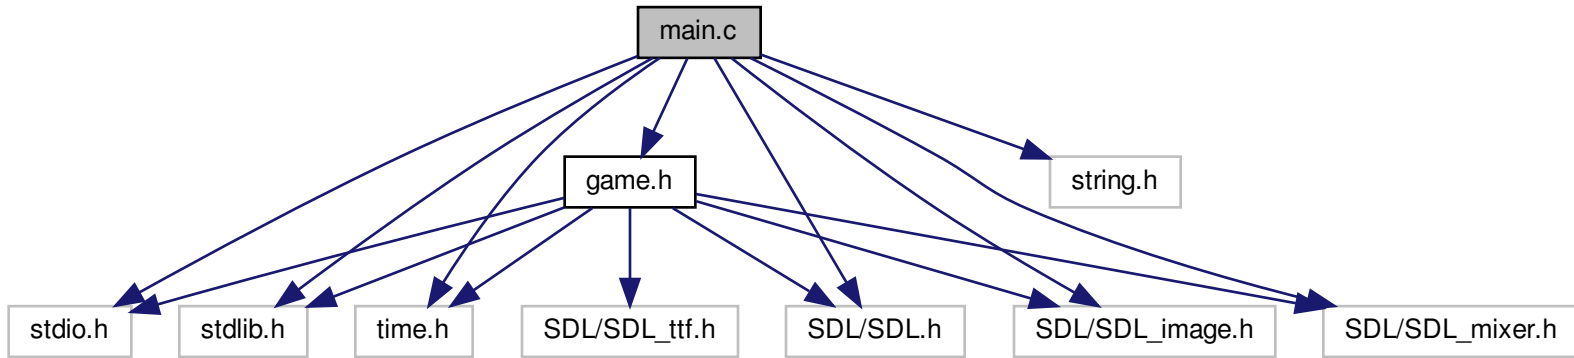 main.c
game.h
string.h
stdio.h
stdlib.h
time.h
SDL/SDL_ttf.h
SDL/SDL.h
SDL/SDL_image.h
SDL/SDL_mixer.h